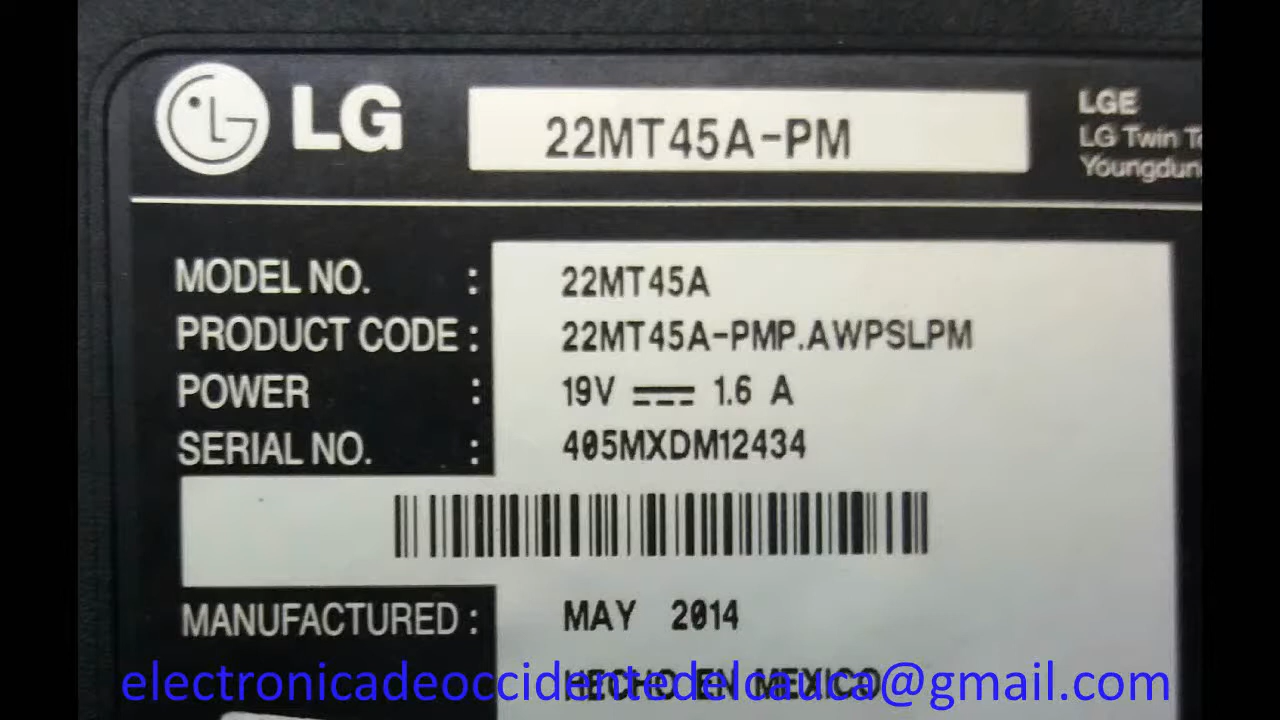 LG 22MT45A-PM
LGE
LG Twin
Youngdun
MODEL NO. : 22MT45A
PRODUCT CODE : 22MT45A-PMP.AWPSLPM
POWER : 19V 1.6 A
SERIAL NO. : 405MXDM12434
MANUFACTURED : MAY 2014
HECHO EN MEXICO
electronicadeoccidentedelcauca@gmail.com